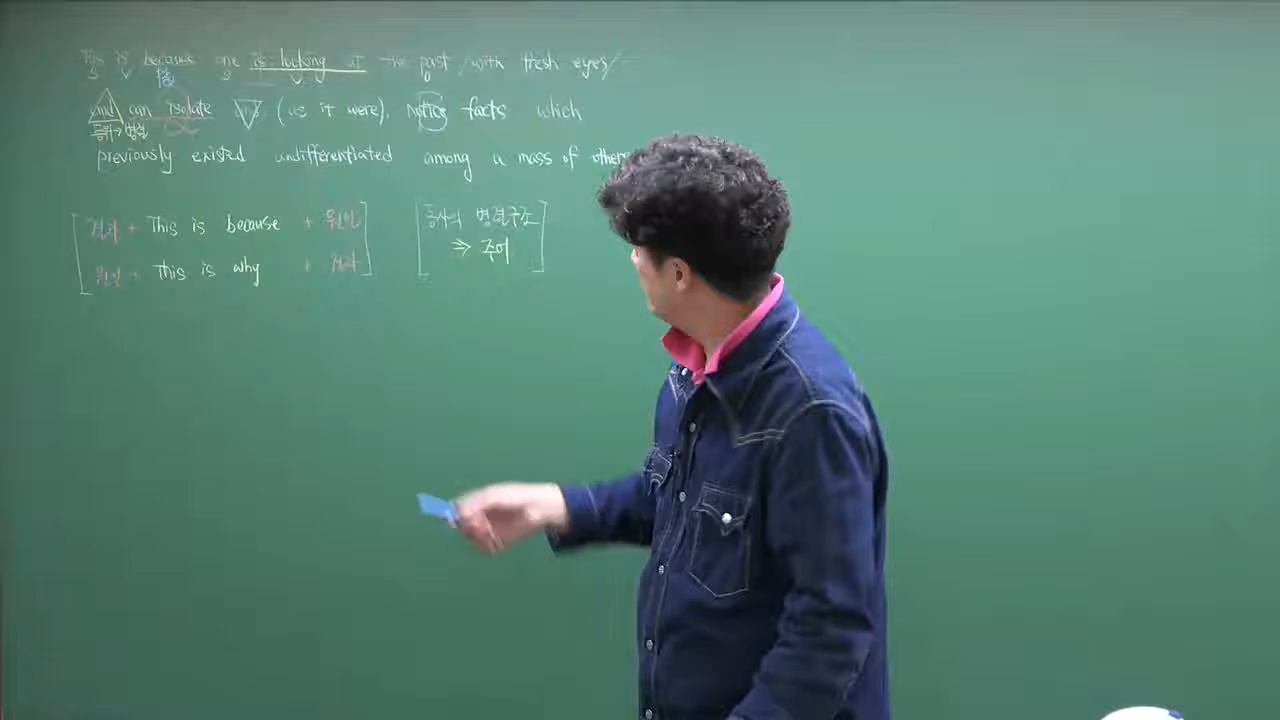 This is because one is looking at the past / with fresh eyes /
and can isolate and, (as it were), notice facts which
등위→병렬
previously existed undifferentiated among a mass of others
결과 + This is because + 원인
원인 + This is why + 결과
동사의 병렬구조
⇒ 주어